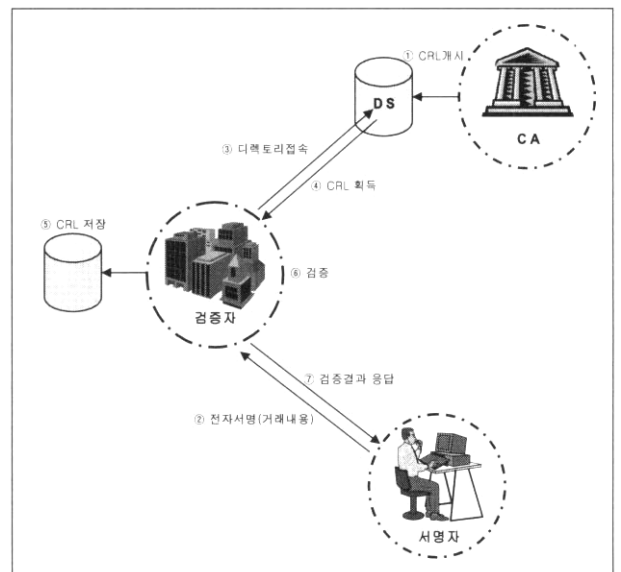 ① CRL개시
DS
CA
③ 디렉토리접속
④ CRL 획득
⑤ CRL 저장
⑥ 검증
검증자
⑦ 검증결과 응답
② 전자서명(거래내용)
서명자